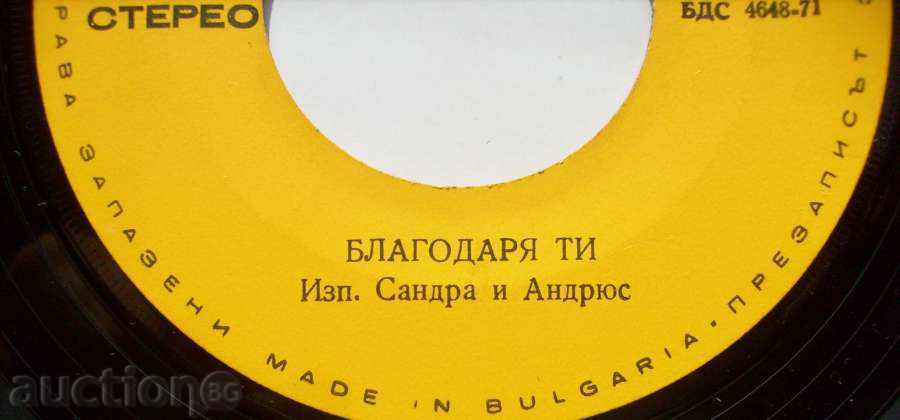 СТЕРЕО
БДС 4648-71
БЛАГОДАРЯ ТИ
Изп. Сандра и Андрюс
РАВА ЗАПАЗЕНИ MADE IN BULGARIA · ПРЕЗАПИСЪТ
auction BG